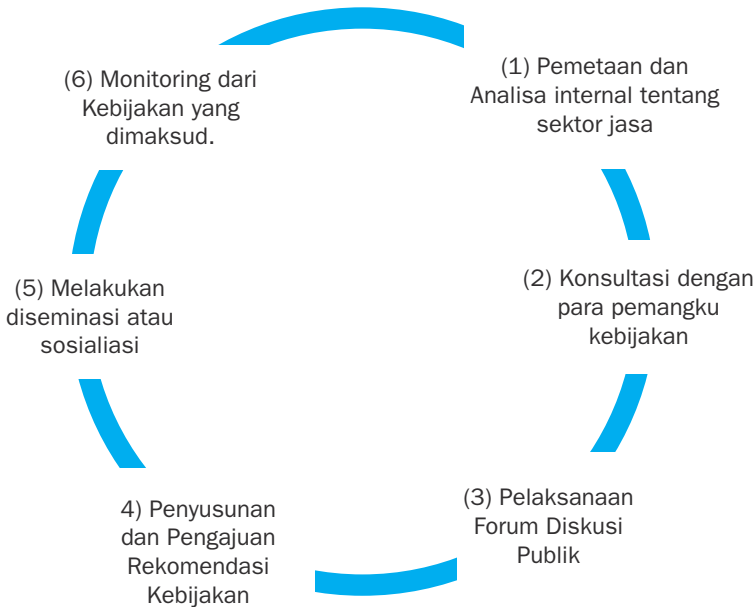 (1) Pemetaan dan
Analisa internal tentang
sektor jasa
(2) Konsultasi dengan
para pemangku
kebijakan
(3) Pelaksanaan
Forum Diskusi
Publik
4) Penyusunan
dan Pengajuan
Rekomendasi
Kebijakan
(5) Melakukan
diseminasi atau
sosialiasi
(6) Monitoring dari
Kebijakan yang
dimaksud.